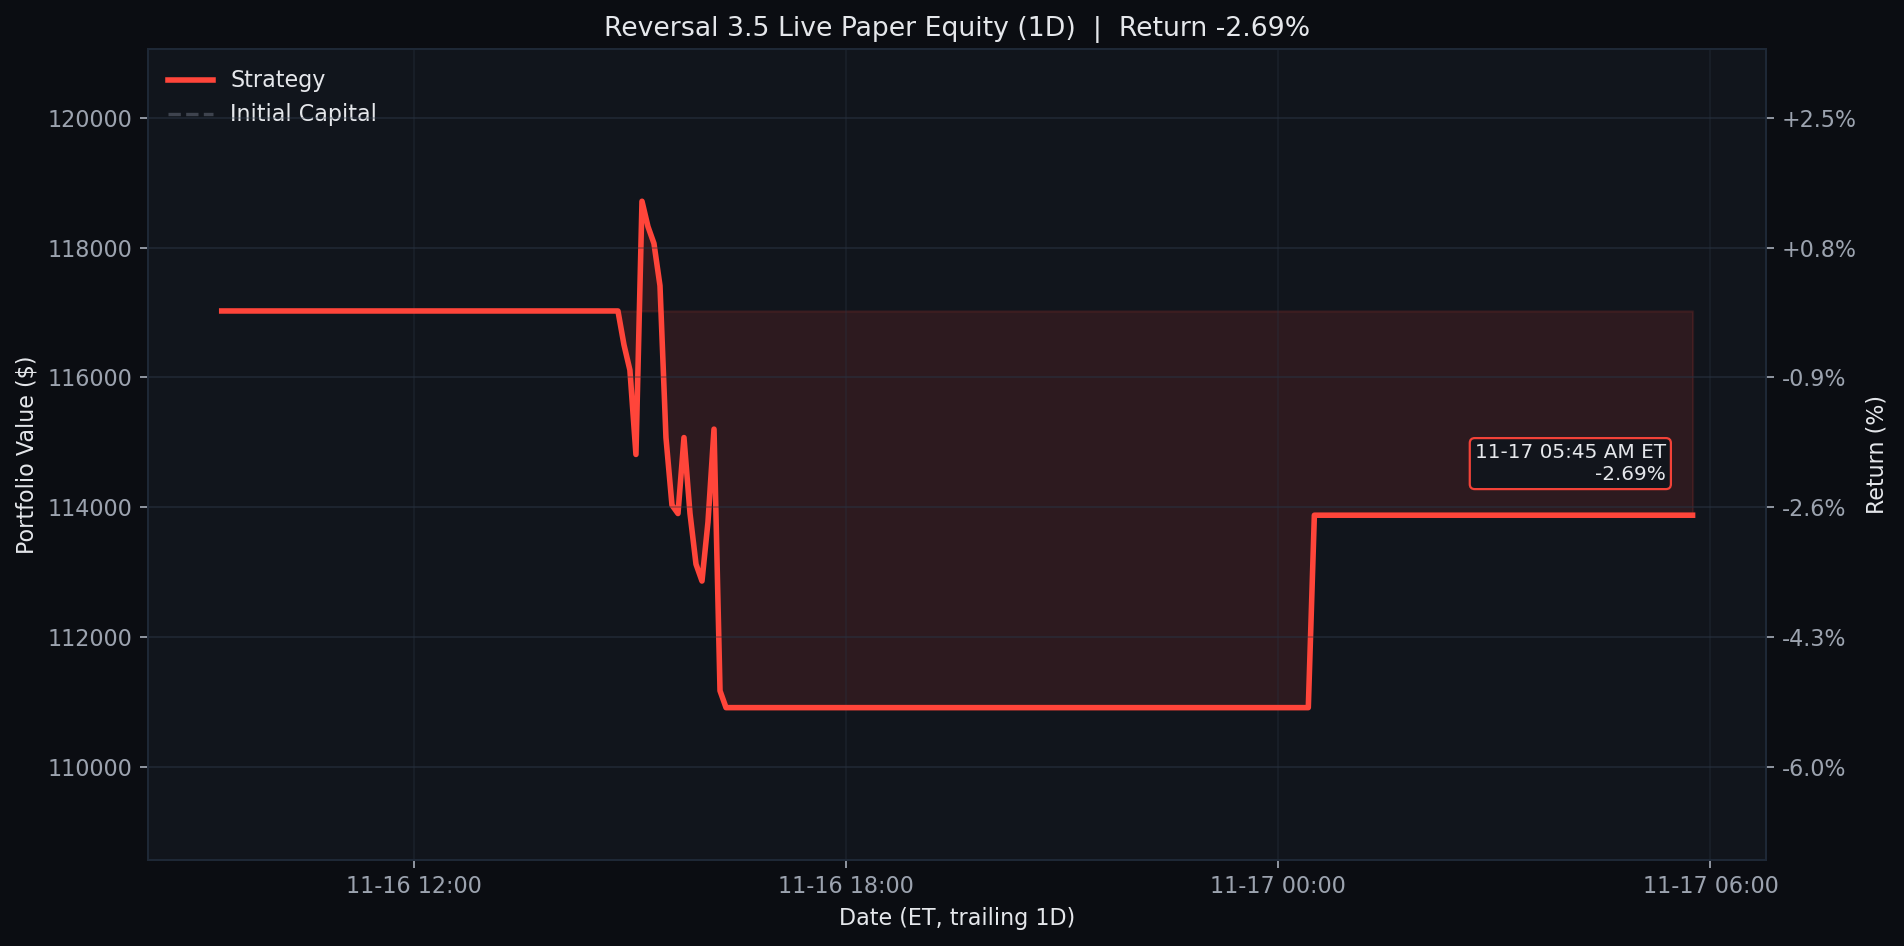 Reversal 3.5 Live Paper Equity (1D) | Return -2.69%
Strategy
Initial Capital
120000
118000
116000
114000
112000
110000
Portfolio Value ($)
+2.5%
+0.8%
-0.9%
-2.6%
-4.3%
-6.0%
Return (%)
11-17 05:45 AM ET
-2.69%
11-16 12:00
11-16 18:00
11-17 00:00
11-17 06:00
Date (ET, trailing 1D)